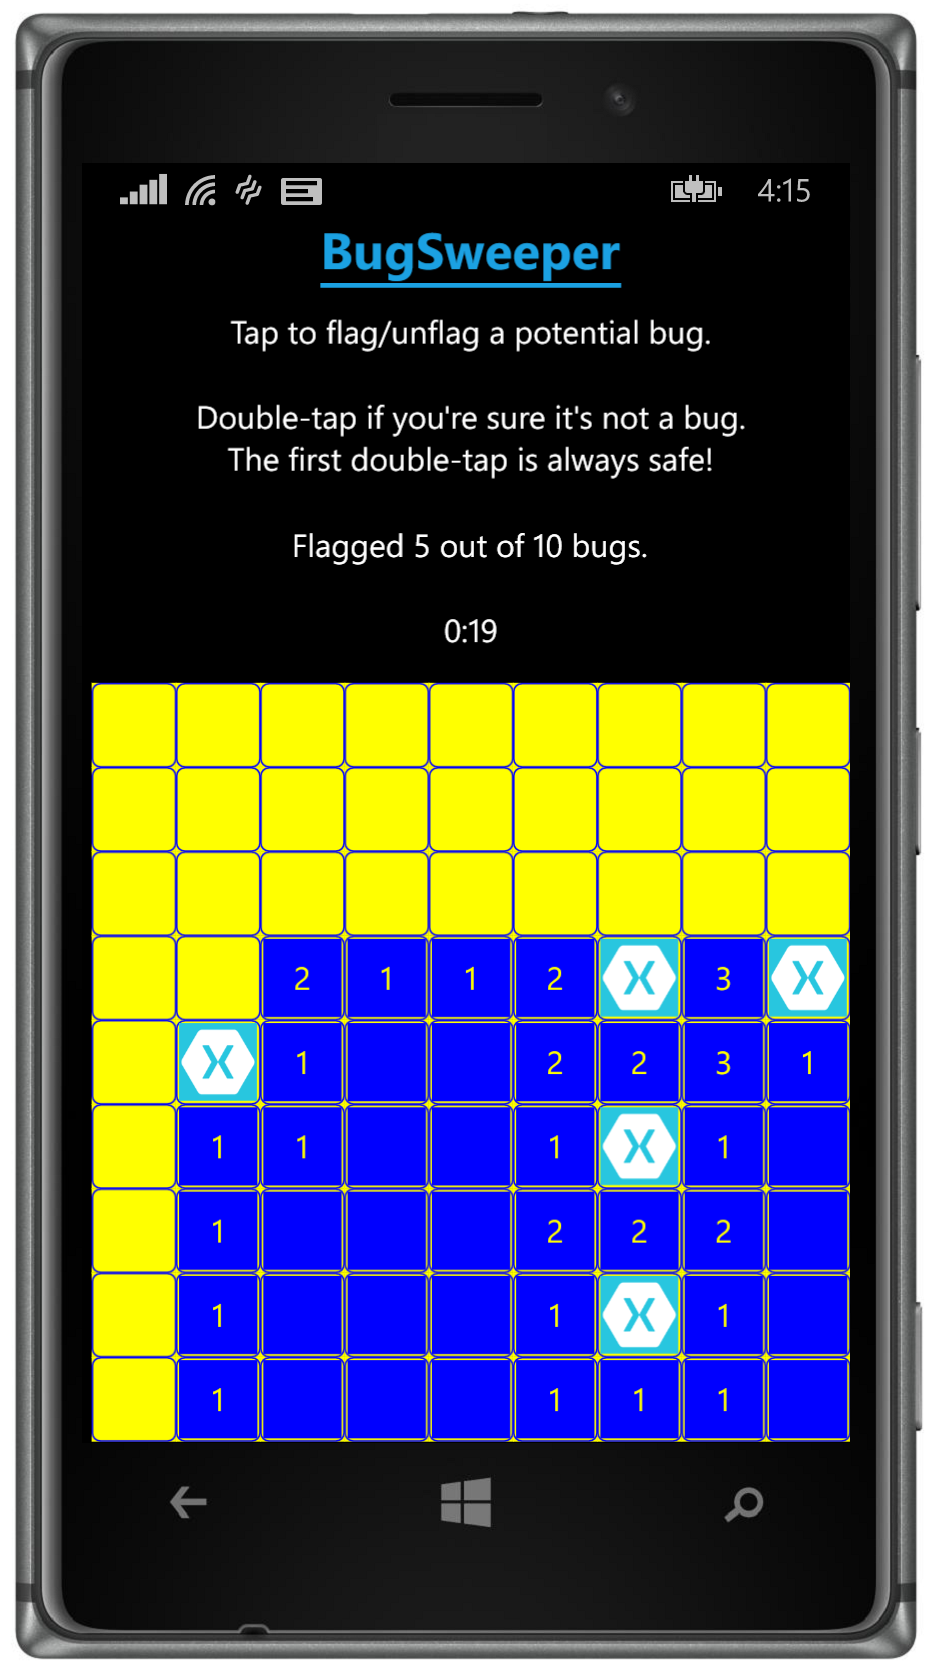 4:15
BugSweeper
Tap to flag/unflag a potential bug.
Double-tap if you're sure it's not a bug.
The first double-tap is always safe!
Flagged 5 out of 10 bugs.
0:19
2 1 1 2 X 3 X
X 1 2 2 3 1
1 1 1 X 1
1 2 2 2
1 1 X 1
1 1 1 1